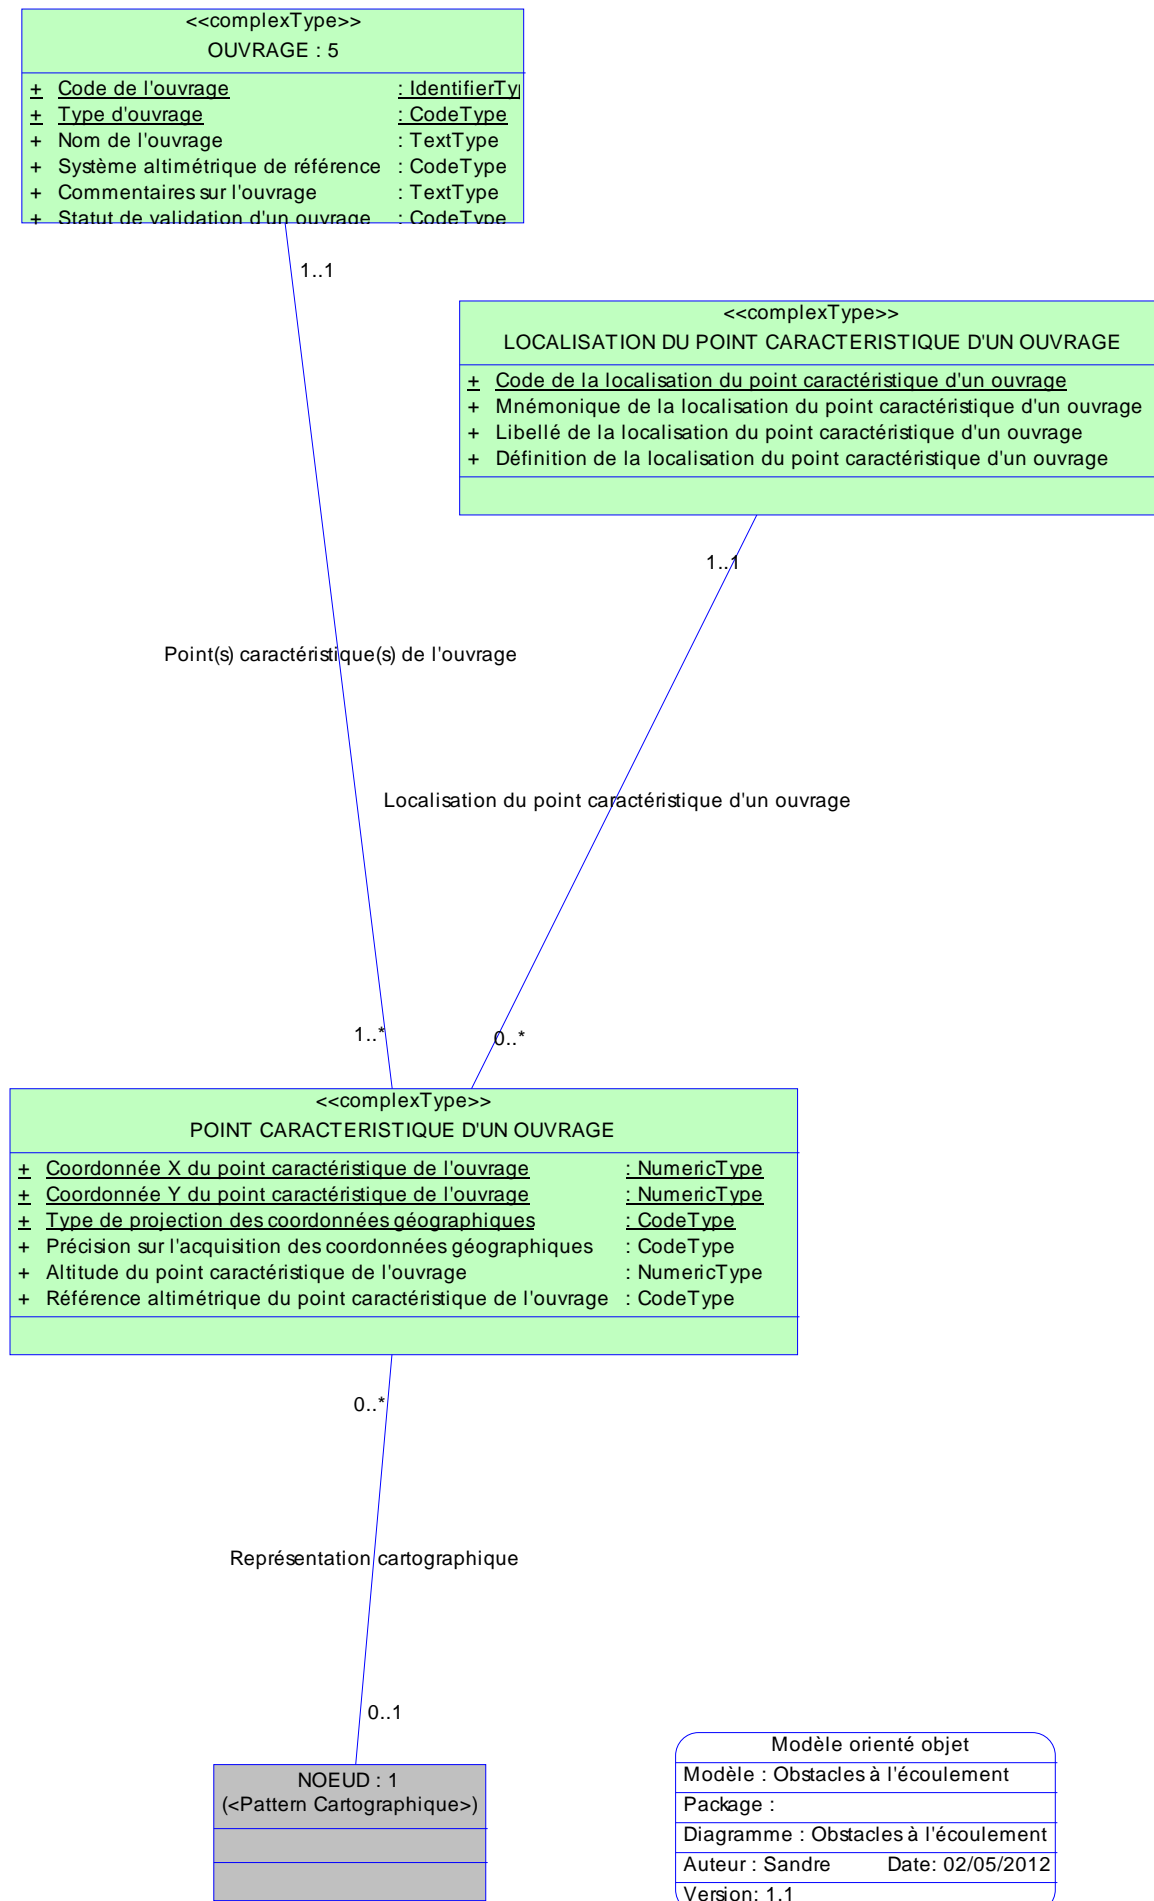 <<complexType>>
OUVRAGE : 5
+ Code de l'ouvrage : IdentifierTyp
+ Type d'ouvrage : CodeType
+ Nom de l'ouvrage : TextType
+ Système altimétrique de référence : CodeType
+ Commentaires sur l'ouvrage : TextType
+ Statut de validation d'un ouvrage : CodeType
1..1
<<complexType>>
LOCALISATION DU POINT CARACTERISTIQUE D'UN OUVRAGE
+ Code de la localisation du point caractéristique d'un ouvrage
+ Mnémonique de la localisation du point caractéristique d'un ouvrage
+ Libellé de la localisation du point caractéristique d'un ouvrage
+ Définition de la localisation du point caractéristique d'un ouvrage
1..1
Point(s) caractéristique(s) de l'ouvrage
Localisation du point caractéristique d'un ouvrage
1..*
0..*
<<complexType>>
POINT CARACTERISTIQUE D'UN OUVRAGE
+ Coordonnée X du point caractéristique de l'ouvrage : NumericType
+ Coordonnée Y du point caractéristique de l'ouvrage : NumericType
+ Type de projection des coordonnées géographiques : CodeType
+ Précision sur l'acquisition des coordonnées géographiques : CodeType
+ Altitude du point caractéristique de l'ouvrage : NumericType
+ Référence altimétrique du point caractéristique de l'ouvrage : CodeType
0..*
Représentation cartographique
0..1
NOEUD : 1
(<Pattern Cartographique>)
Modèle orienté objet
Modèle : Obstacles à l'écoulement
Package :
Diagramme : Obstacles à l'écoulement
Auteur : Sandre Date: 02/05/2012
Version: 1.1